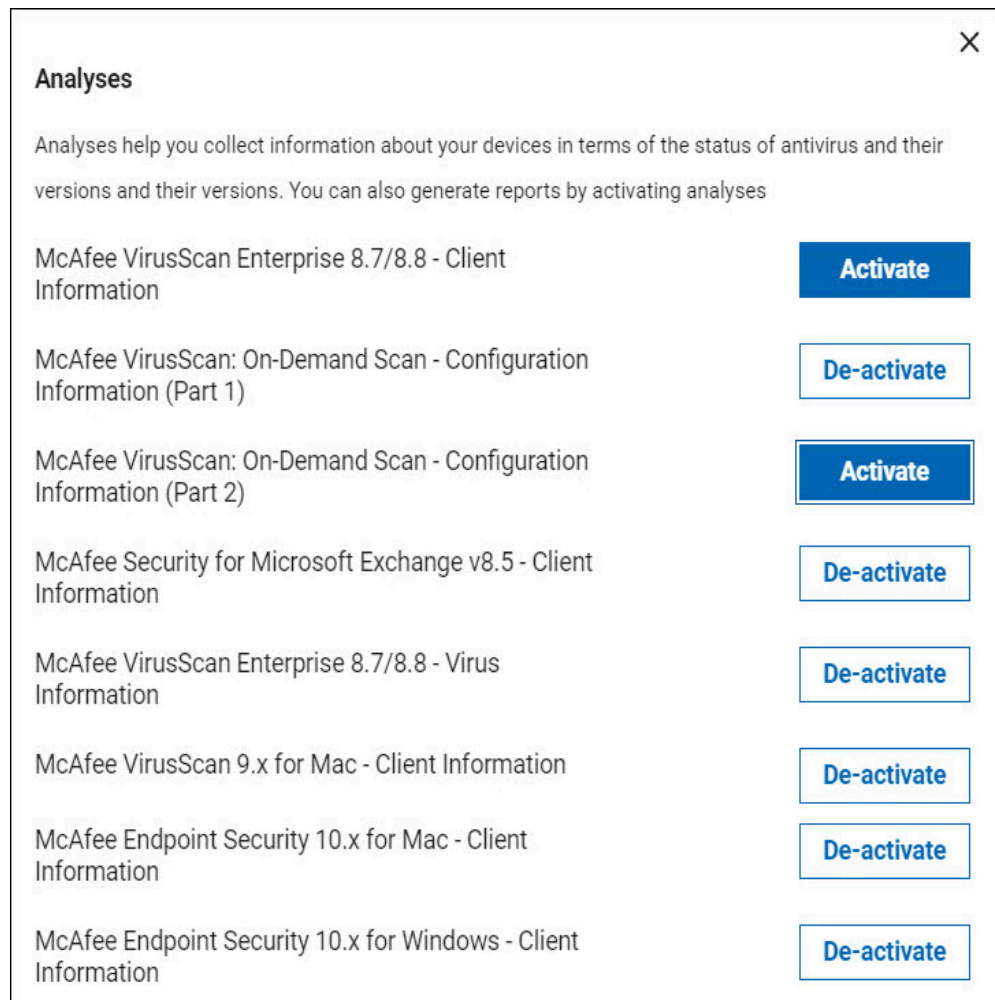 Analyses
Analyses help you collect information about your devices in terms of the status of antivirus and their
versions and their versions. You can also generate reports by activating analyses
McAfee VirusScan Enterprise 8.7/8.8 - Client
Information
Activate
McAfee VirusScan: On-Demand Scan - Configuration
Information (Part 1)
De-activate
McAfee VirusScan: On-Demand Scan - Configuration
Information (Part 2)
Activate
McAfee Security for Microsoft Exchange v8.5 - Client
Information
De-activate
McAfee VirusScan Enterprise 8.7/8.8 - Virus
Information
De-activate
McAfee VirusScan 9.x for Mac - Client Information
De-activate
McAfee Endpoint Security 10.x for Mac - Client
Information
De-activate
McAfee Endpoint Security 10.x for Windows - Client
Information
De-activate